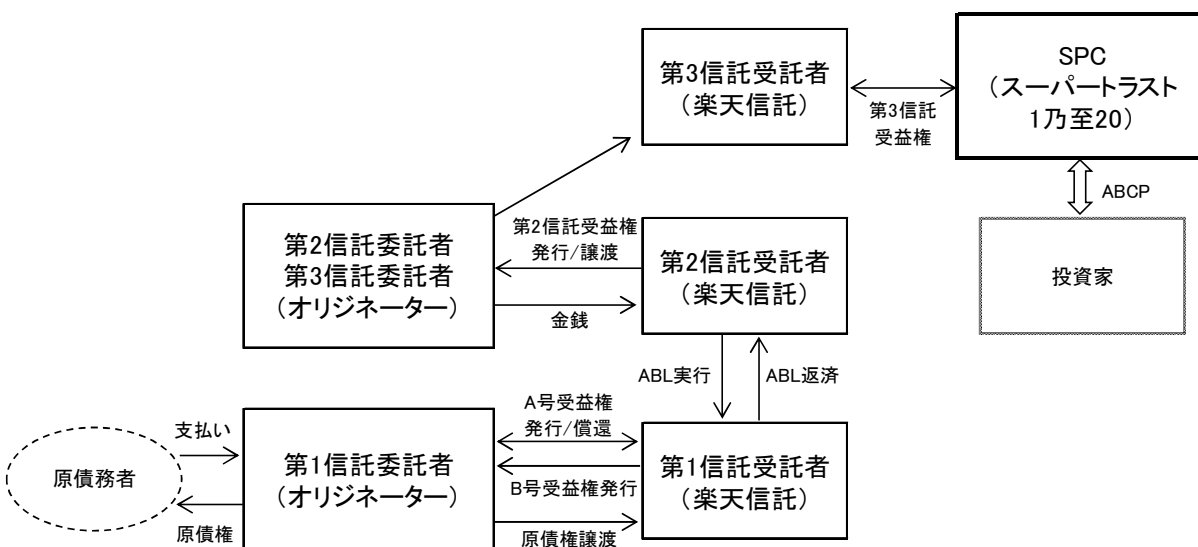 第3信託受託者
（楽天信託）
第3信託
受益権
SPC
（スーパートラスト
1乃至20）
ABCP
投資家
第2信託委託者
第3信託委託者
（オリジネーター）
第2信託受益権
発行/譲渡
金銭
第2信託受託者
（楽天信託）
ABL実行
ABL返済
原債務者
支払い
原債権
第1信託委託者
（オリジネーター）
A号受益権
発行/償還
B号受益権発行
原債権譲渡
第1信託受託者
（楽天信託）